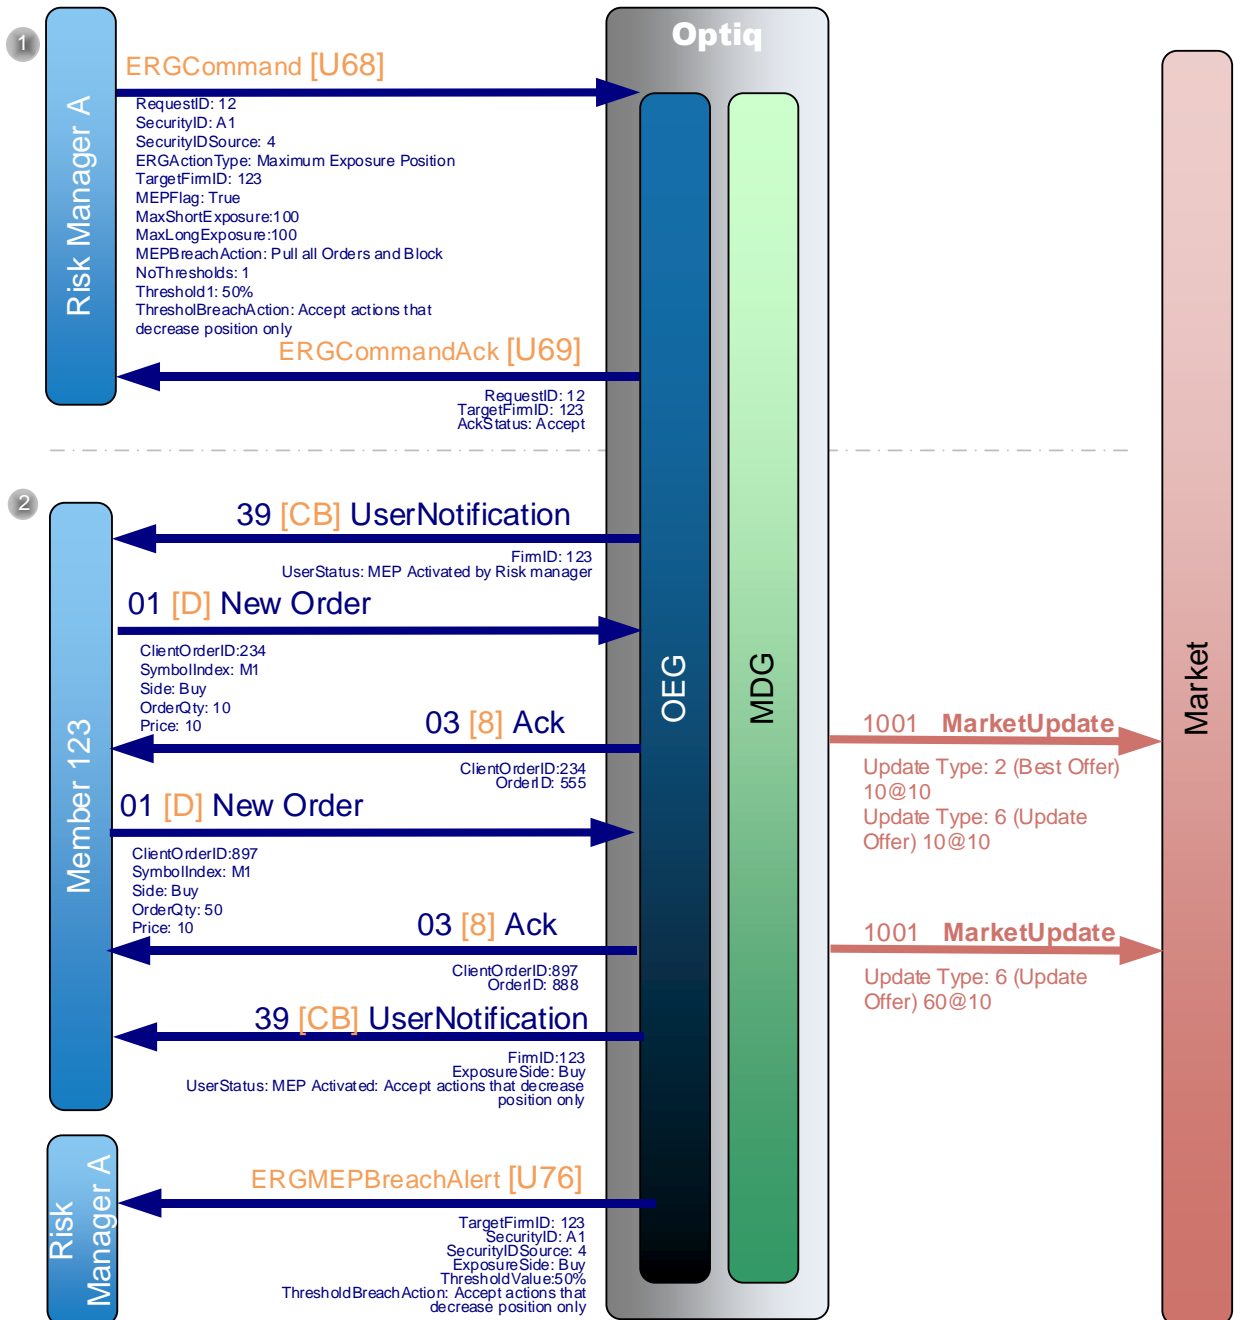 Optiq
1
Risk Manager A
ERGCommand [U68]
RequestID: 12
SecurityID: A1
SecurityIDSource: 4
ERGActionType: Maximum Exposure Position
TargetFirmID: 123
MEPFlag: True
MaxShortExposure:100
MaxLongExposure:100
MEPBreachAction: Pull all Orders and Block
NoThresholds: 1
Threshold1: 50%
ThresholBreachAction: Accept actions that
decrease position only
ERGCommandAck [U69]
RequestID: 12
TargetFirmID: 123
AckStatus: Accept
OEG
MDG
Market
2
Member 123
39 [CB] UserNotification
FirmID: 123
UserStatus: MEP Activated by Risk manager
01 [D] New Order
ClientOrderID:234
SymbolIndex: M1
Side: Buy
OrderQty: 10
Price: 10
03 [8] Ack
ClientOrderID:234
OrderID: 555
1001 MarketUpdate
Update Type: 2 (Best Offer)
10@10
Update Type: 6 (Update
Offer) 10@10
01 [D] New Order
ClientOrderID:897
SymbolIndex: M1
Side: Buy
OrderQty: 50
Price: 10
03 [8] Ack
ClientOrderID:897
OrderID: 888
1001 MarketUpdate
Update Type: 6 (Update
Offer) 60@10
39 [CB] UserNotification
FirmID:123
ExposureSide: Buy
UserStatus: MEP Activated: Accept actions that decrease
position only
Risk
Manager A
ERGMEPBreachAlert [U76]
TargetFirmID: 123
SecurityID: A1
SecurityIDSource: 4
ExposureSide: Buy
ThresholdValue:50%
ThresholdBreachAction: Accept actions that
decrease position only